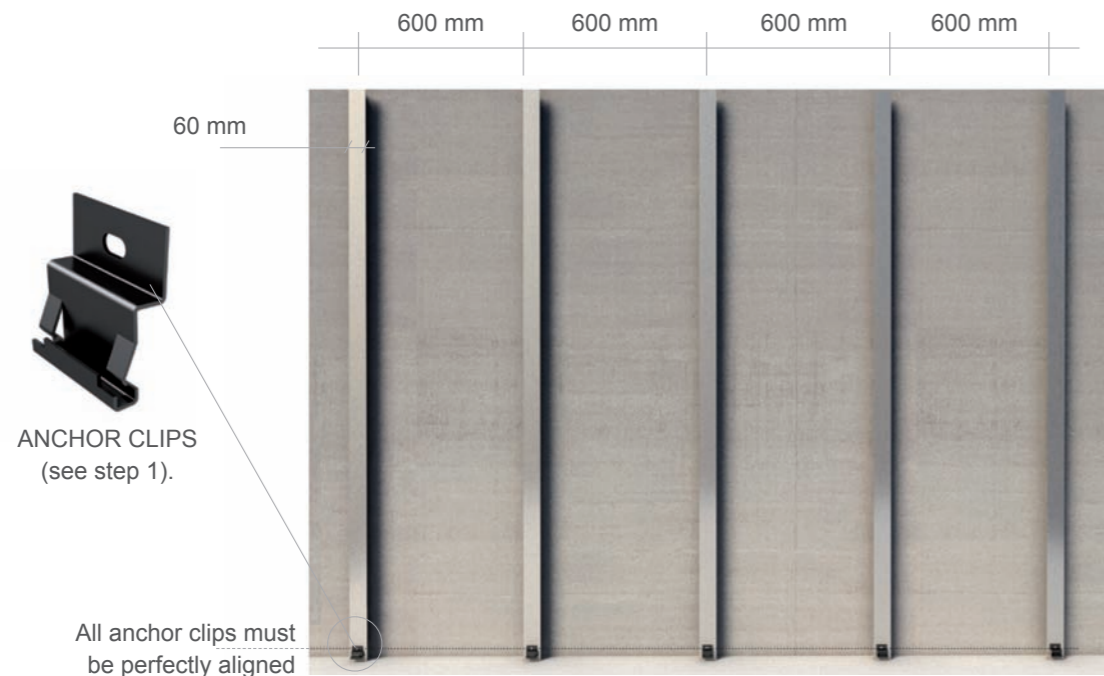 600 mm 600 mm 600 mm 600 mm
60 mm
ANCHOR CLIPS
(see step 1).
All anchor clips must
be perfectly aligned